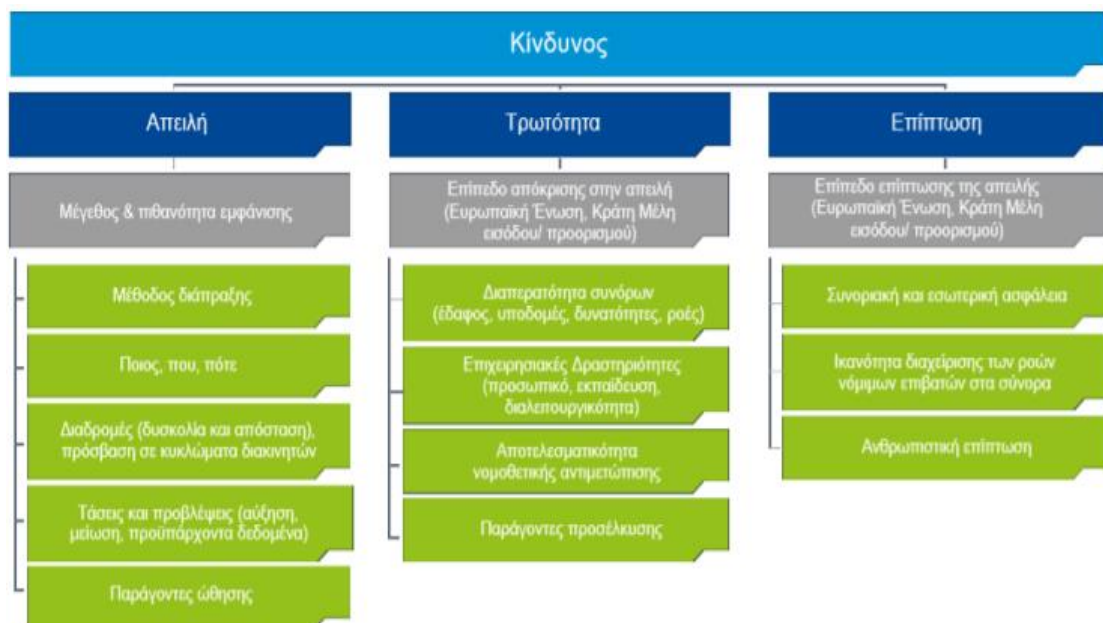 Κίνδυνος
Απειλή
Μέγεθος & πιθανότητα εμφάνισης
Μέθοδος διάπραξης
Ποιος, που, πότε
Διαδρομές (δυσκολία και απόσταση),
πρόσβαση σε κυκλώματα διακινητών
Τάσεις και προβλέψεις (αύξηση,
μείωση, προϋπάρχοντα δεδομένα)
Παράγοντες ώθησης
Τρωτότητα
Επίπεδο απόκρισης στην απειλή
(Ευρωπαϊκή Ένωση, Κράτη Μέλη
εισόδου/ προορισμού)
Διαπερατότητα συνόρων
(έδαφος, υποδομές, δυνατότητες, ροές)
Επιχειρησιακές Δραστηριότητες
(προσωπικό, εκπαίδευση,
διαλειτουργικότητα)
Αποτελεσματικότητα
νομοθετικής αντιμετώπισης
Παράγοντες προσέλκυσης
Επίπτωση
Επίπεδο επίπτωσης της απειλής
(Ευρωπαϊκή Ένωση, Κράτη Μέλη
εισόδου/ προορισμού)
Συνοριακή και εσωτερική ασφάλεια
Ικανότητα διαχείρισης των ροών
νόμιμων επιβατών στα σύνορα
Ανθρωπιστική επίπτωση